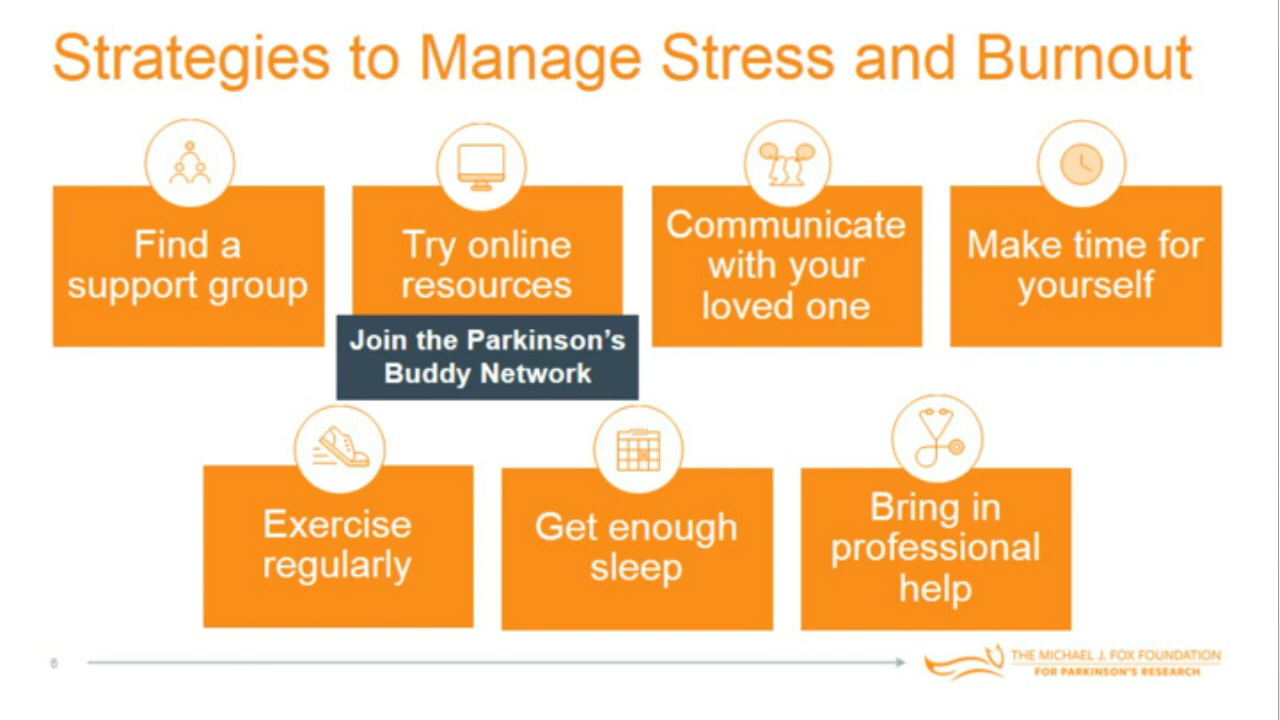 Strategies to Manage Stress and Burnout
Find a
support group
Try online
resources
Join the Parkinson's
Buddy Network
Communicate
with your
loved one
Make time for
yourself
Exercise
regularly
Get enough
sleep
Bring in
professional
help
6
THE MICHAEL J. FOX FOUNDATION
FOR PARKINSON'S RESEARCH